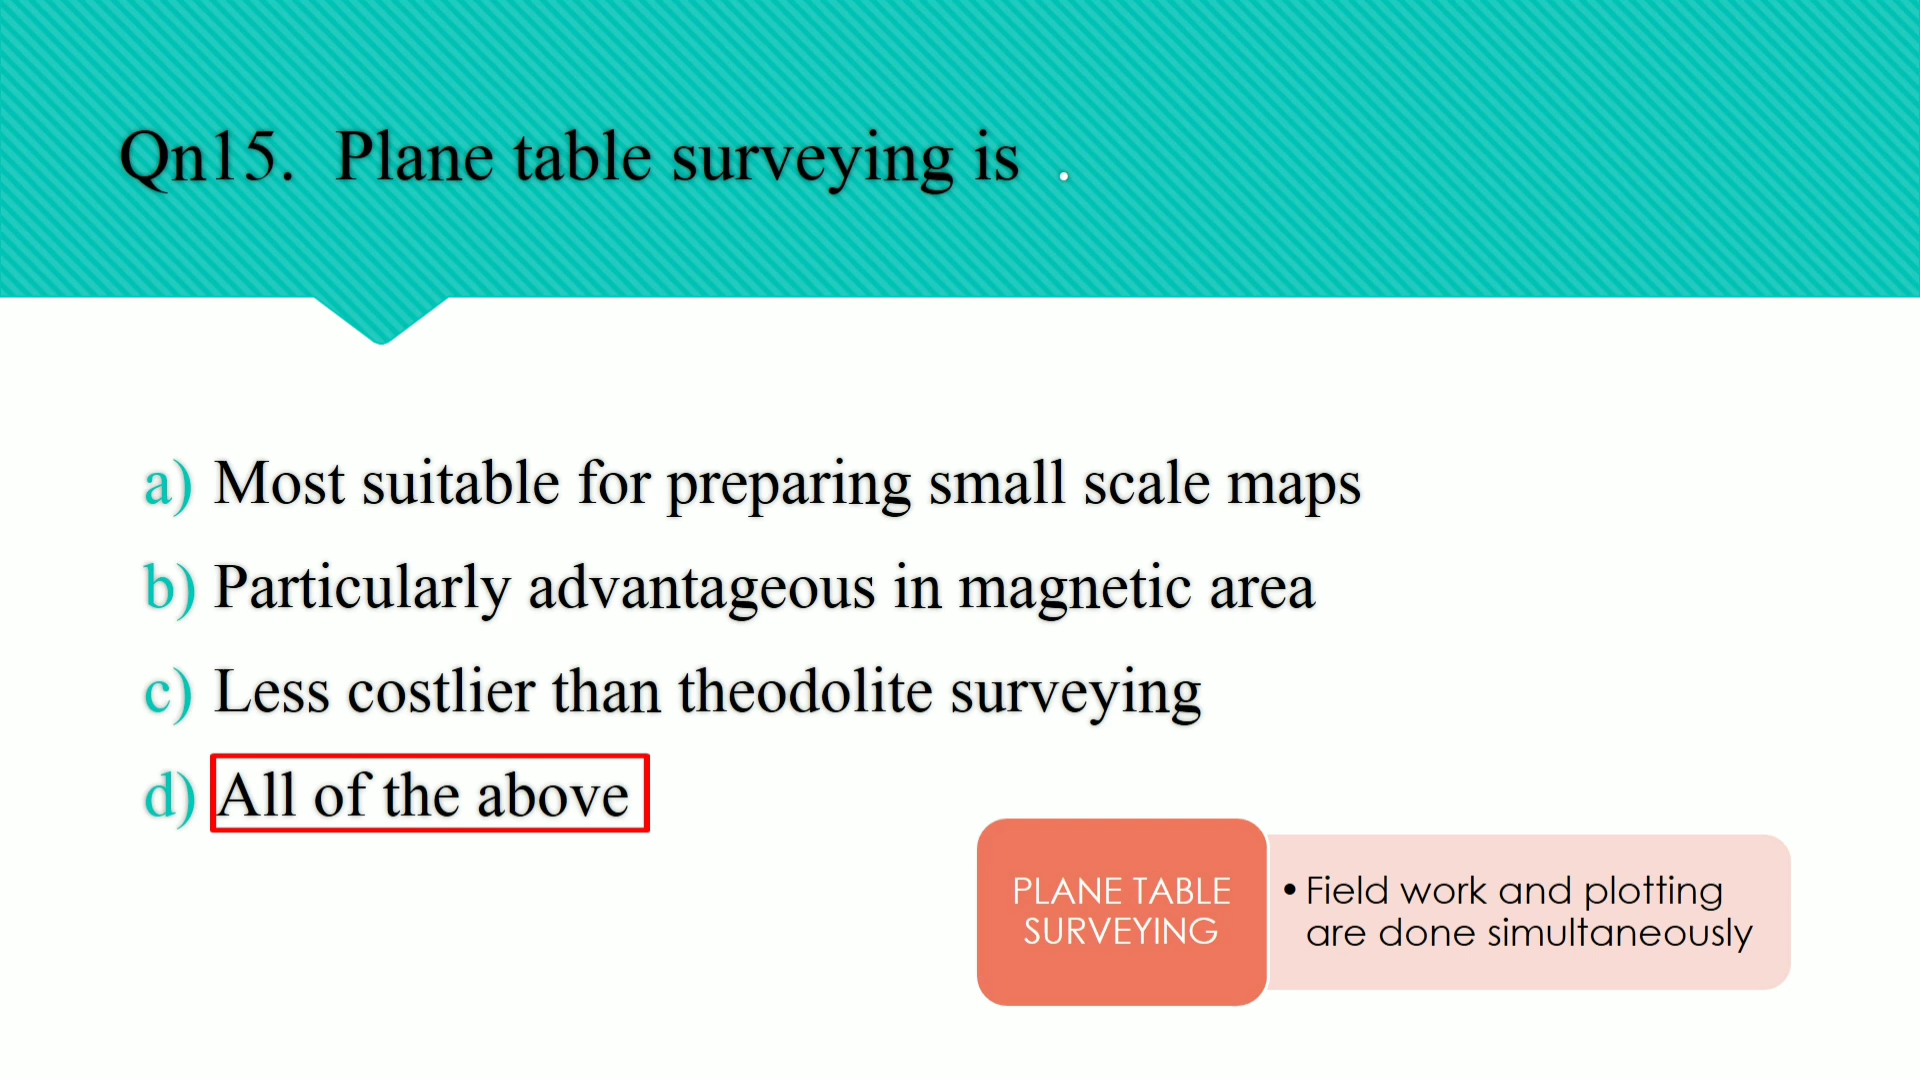 Qn15. Plane table surveying is .
a) Most suitable for preparing small scale maps
b) Particularly advantageous in magnetic area
c) Less costlier than theodolite surveying
d) All of the above
PLANE TABLE
SURVEYING
• Field work and plotting
are done simultaneously